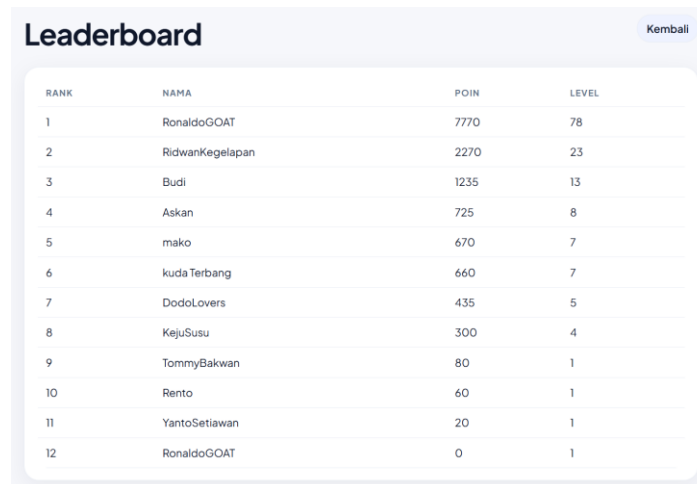 Leaderboard
Kembali
RANK NAMA POIN LEVEL
1 RonaldoGOAT 7770 78
2 RidwanKegelapan 2270 23
3 Budi 1235 13
4 Askan 725 8
5 mako 670 7
6 kuda Terbang 660 7
7 DodoLovers 435 5
8 KejuSusu 300 4
9 TommyBakwan 80 1
10 Rento 60 1
11 YantoSetiawan 20 1
12 RonaldoGOAT 0 1